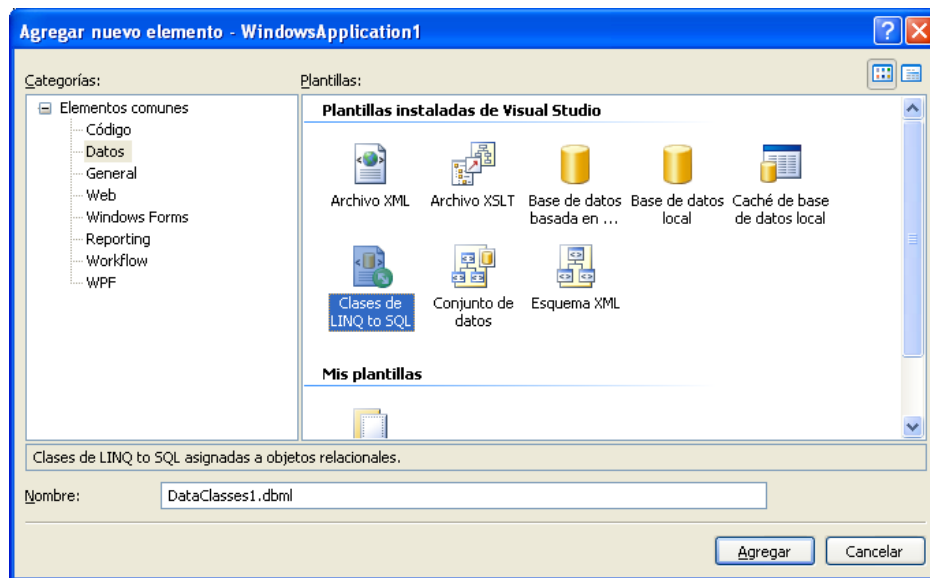 Agregar nuevo elemento - WindowsApplication1
Categorías:
Plantillas:
Elementos comunes
Código
Datos
General
Web
Windows Forms
Reporting
Workflow
WPF
Plantillas instaladas de Visual Studio
Archivo XML
Archivo XSLT
Base de datos basada en ...
Base de datos local
Caché de base de datos local
Clases de LINQ to SQL
Conjunto de datos
Esquema XML
Mis plantillas
Clases de LINQ to SQL asignadas a objetos relacionales.
Nombre:
DataClasses1.dbml
Agregar
Cancelar